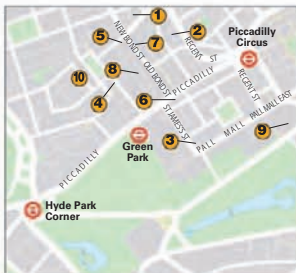 1
2
5
7
NEW BOND ST
OLD BOND ST
REGENT ST
Piccadilly
Circus
8
10
4
6
PICCADILLY
REGENT ST
ST JAMES'S ST
3
9
PALL MALL
PALL MALL EAST
Green
Park
PICCADILLY
Hyde Park
Corner